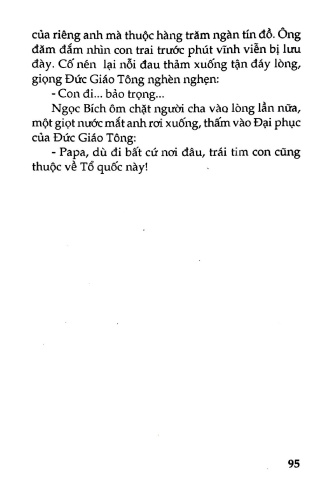 của riêng anh mà thuộc hàng trăm ngàn tín đồ. Ông
đăm đắm nhìn con trai trước phút vĩnh viễn bị lưu
đày. Cố nén lại nỗi đau thảm xuống tận đáy lòng,
giọng Đức Giáo Tông nghèn nghẹn:
- Con đi... bảo trọng...
Ngọc Bích ôm chặt người cha vào lòng lần nữa,
một giọt nước mắt anh rơi xuống, thấm vào Đại phục
của Đức Giáo Tông:
- Papa, dù đi bất cứ nơi đâu, trái tim con cũng
thuộc về Tổ quốc này!
95